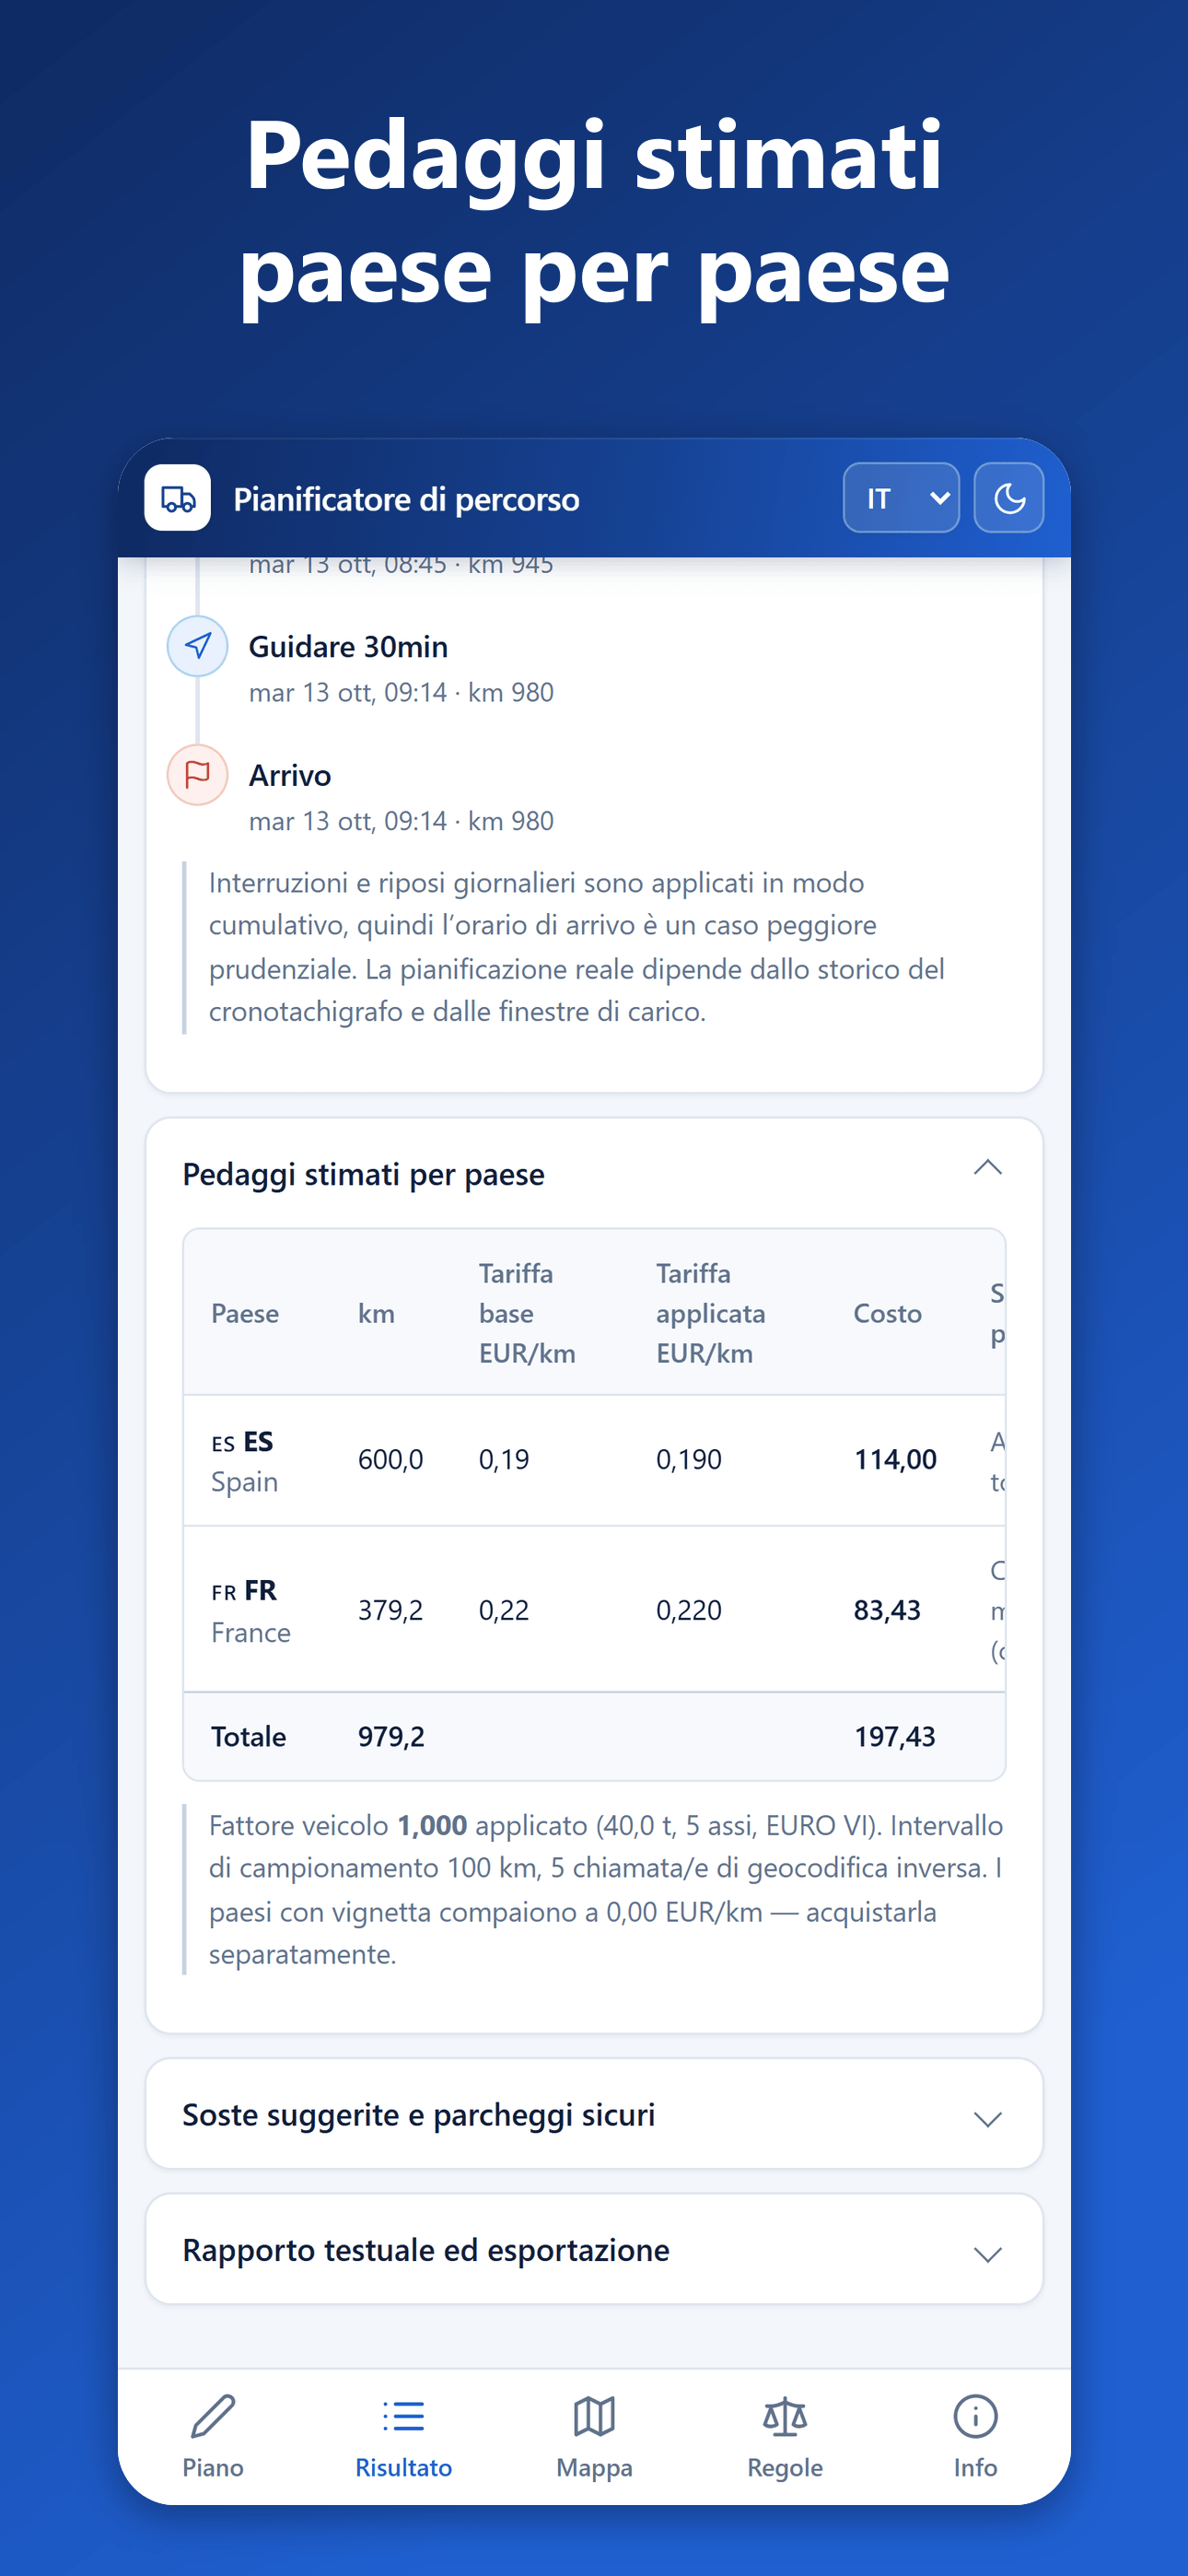 Pedaggi stimati
paese per paese
Pianificatore di percorso
IT
mar 13 ott, 08:45 · km 945
Guidare 30min
mar 13 ott, 09:14 · km 980
Arrivo
mar 13 ott, 09:14 · km 980
Interruzioni e riposi giornalieri sono applicati in modo
cumulativo, quindi l’orario di arrivo è un caso peggiore
prudenziale. La pianificazione reale dipende dallo storico del
cronotachigrafo e dalle finestre di carico.
Pedaggi stimati per paese
Paese km Tariffa base EUR/km Tariffa applicata EUR/km Costo
ES ES Spain 600,0 0,19 0,190 114,00
FR FR France 379,2 0,22 0,220 83,43
Totale 979,2 197,43
Fattore veicolo 1,000 applicato (40,0 t, 5 assi, EURO VI). Intervallo
di campionamento 100 km, 5 chiamata/e di geocodifica inversa. I
paesi con vignetta compaiono a 0,00 EUR/km — acquistarla
separatamente.
Soste suggerite e parcheggi sicuri
Rapporto testuale ed esportazione
Piano Risultato Mappa Regole Info